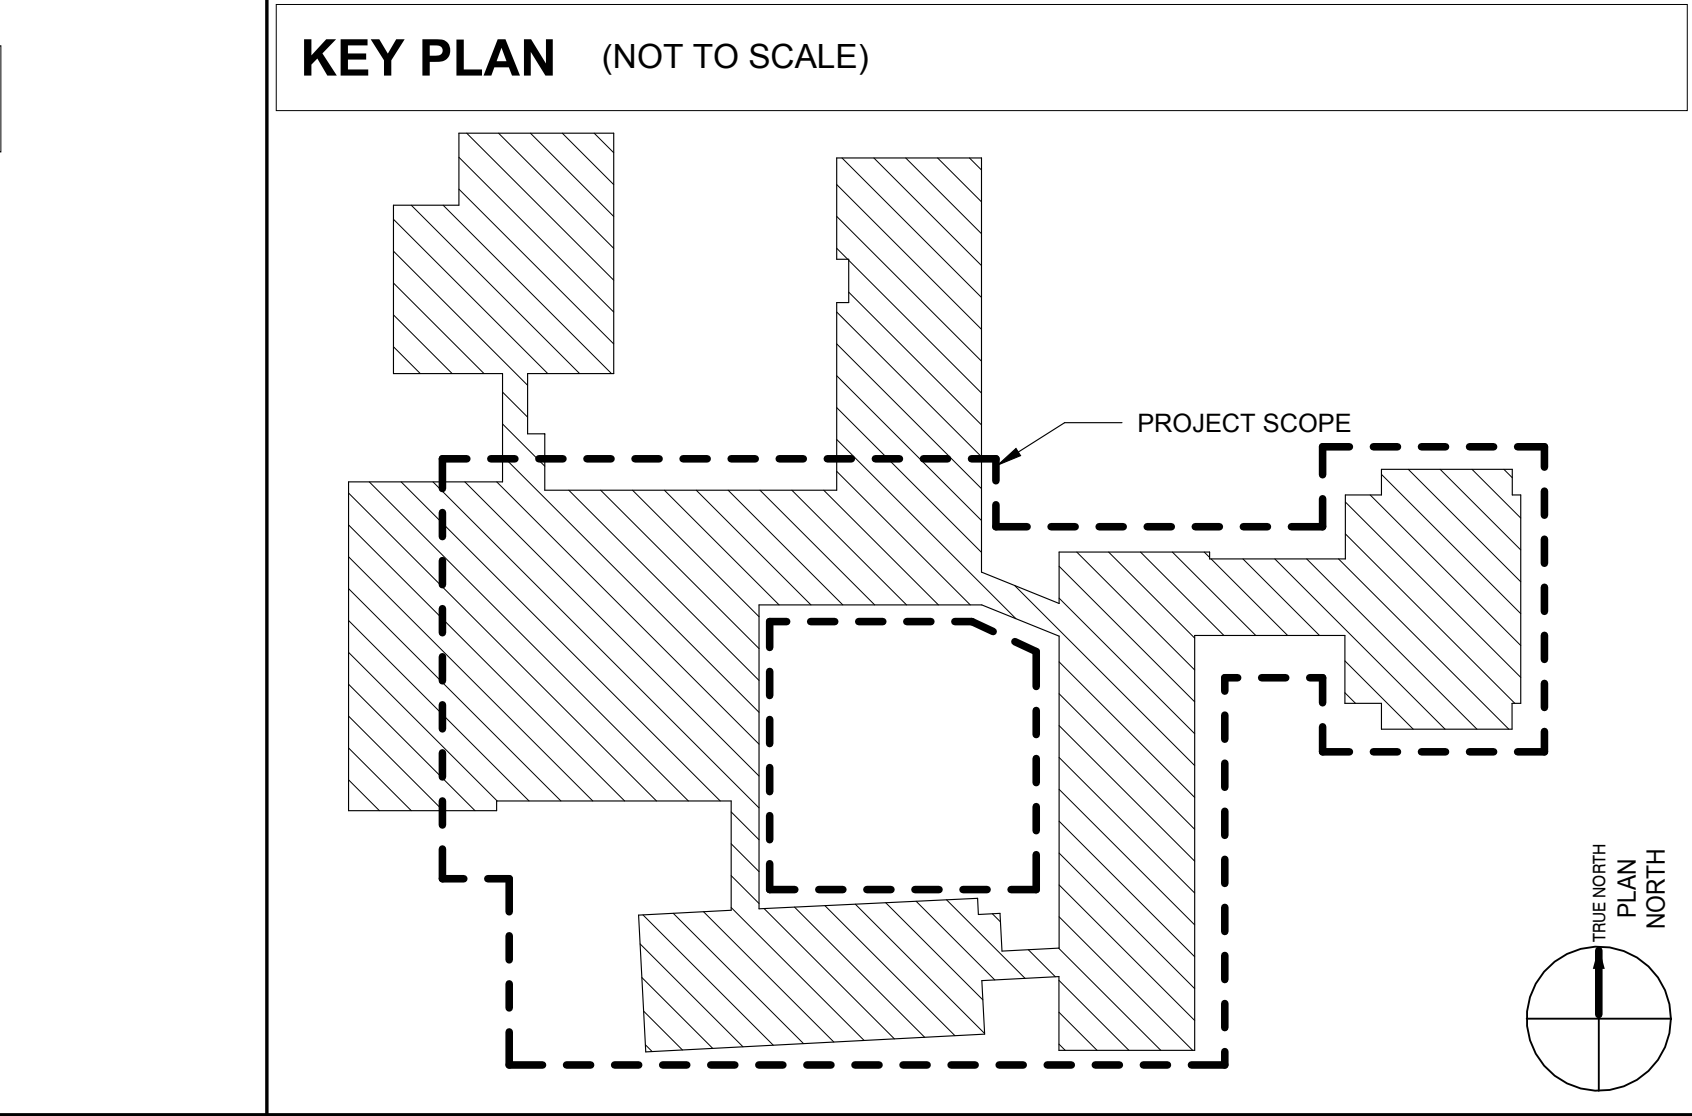 KEY PLAN (NOT TO SCALE)
PROJECT SCOPE
TRUE NORTH
PLAN
NORTH